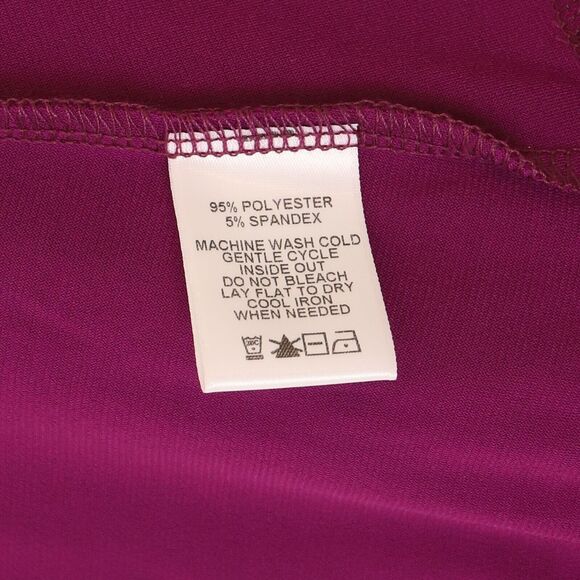 95% POLYESTER
5% SPANDEX
MACHINE WASH COLD
GENTLE CYCLE
INSIDE OUT
DO NOT BLEACH
LAY FLAT TO DRY
COOL IRON
WHEN NEEDED